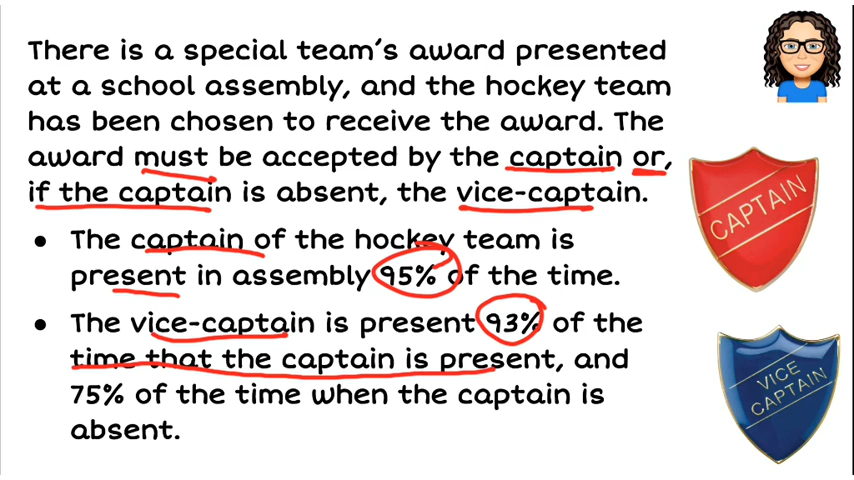 There is a special team's award presented
at a school assembly, and the hockey team
has been chosen to receive the award. The
award must be accepted by the captain or,
if the captain is absent, the vice-captain.
• The captain of the hockey team is
present in assembly 95% of the time.
• The vice-captain is present 93% of the
time that the captain is present, and
75% of the time when the captain is
absent.
CAPTAIN
VICE
CAPTAIN